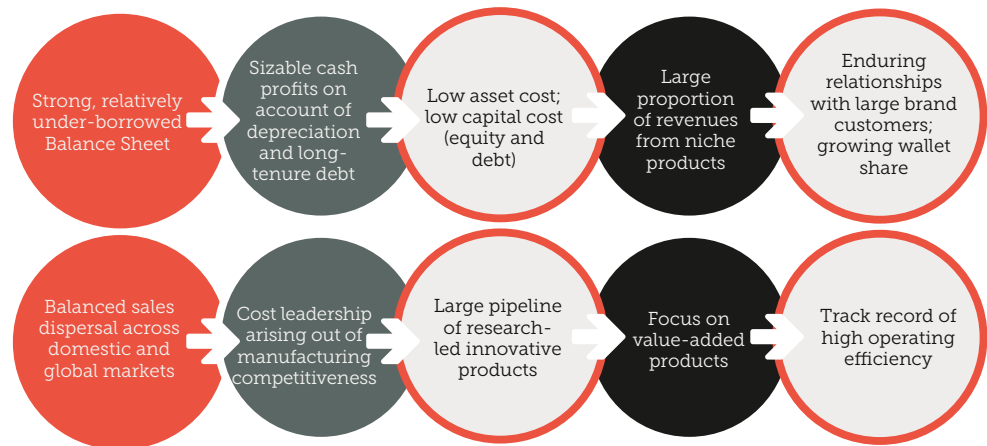 Strong, relatively
under-borrowed
Balance Sheet
Sizable cash
profits on
account of
depreciation
and long-
tenure debt
Low asset cost;
low capital cost
(equity and
debt)
Large
proportion
of revenues
from niche
products
Enduring
relationships
with large brand
customers;
growing wallet
share
Balanced sales
dispersal across
domestic and
global markets
Cost leadership
arising out of
manufacturing
competitiveness
Large pipeline
of research-
led innovative
products
Focus on
value-added
products
Track record of
high operating
efficiency